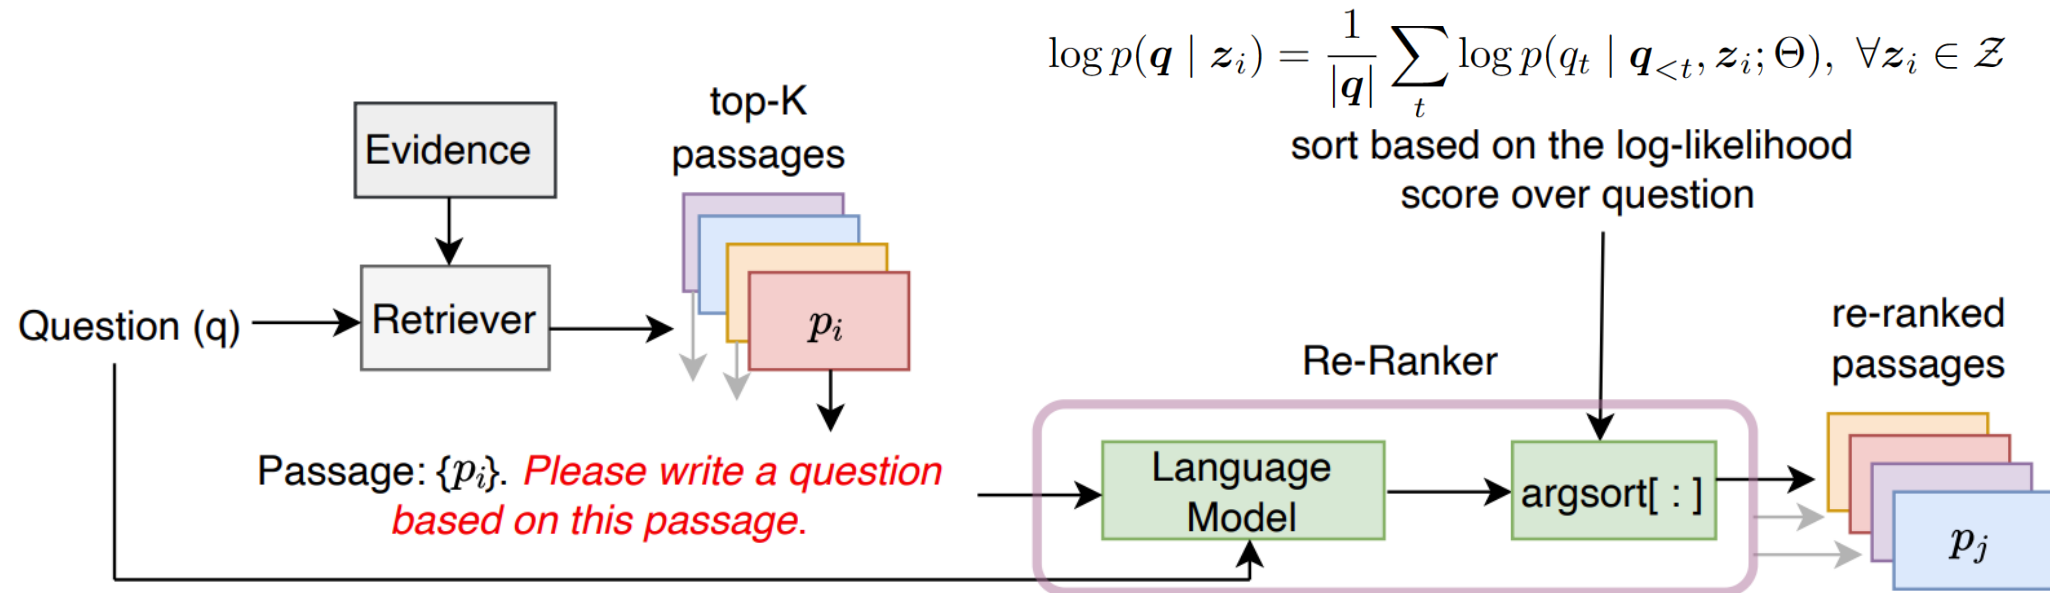 log p(q | z_i) = \frac{1}{|q|} \sum_t log p(q_t | q_{<t}, z_i; Θ), ∀z_i ∈ Z
top-K
passages
Evidence
sort based on the log-likelihood
score over question
Question (q)
Retriever
p_i
Re-Ranker
re-ranked
passages
Passage: {p_i}. Please write a question
based on this passage.
Language
Model
argsort[ : ]
p_j